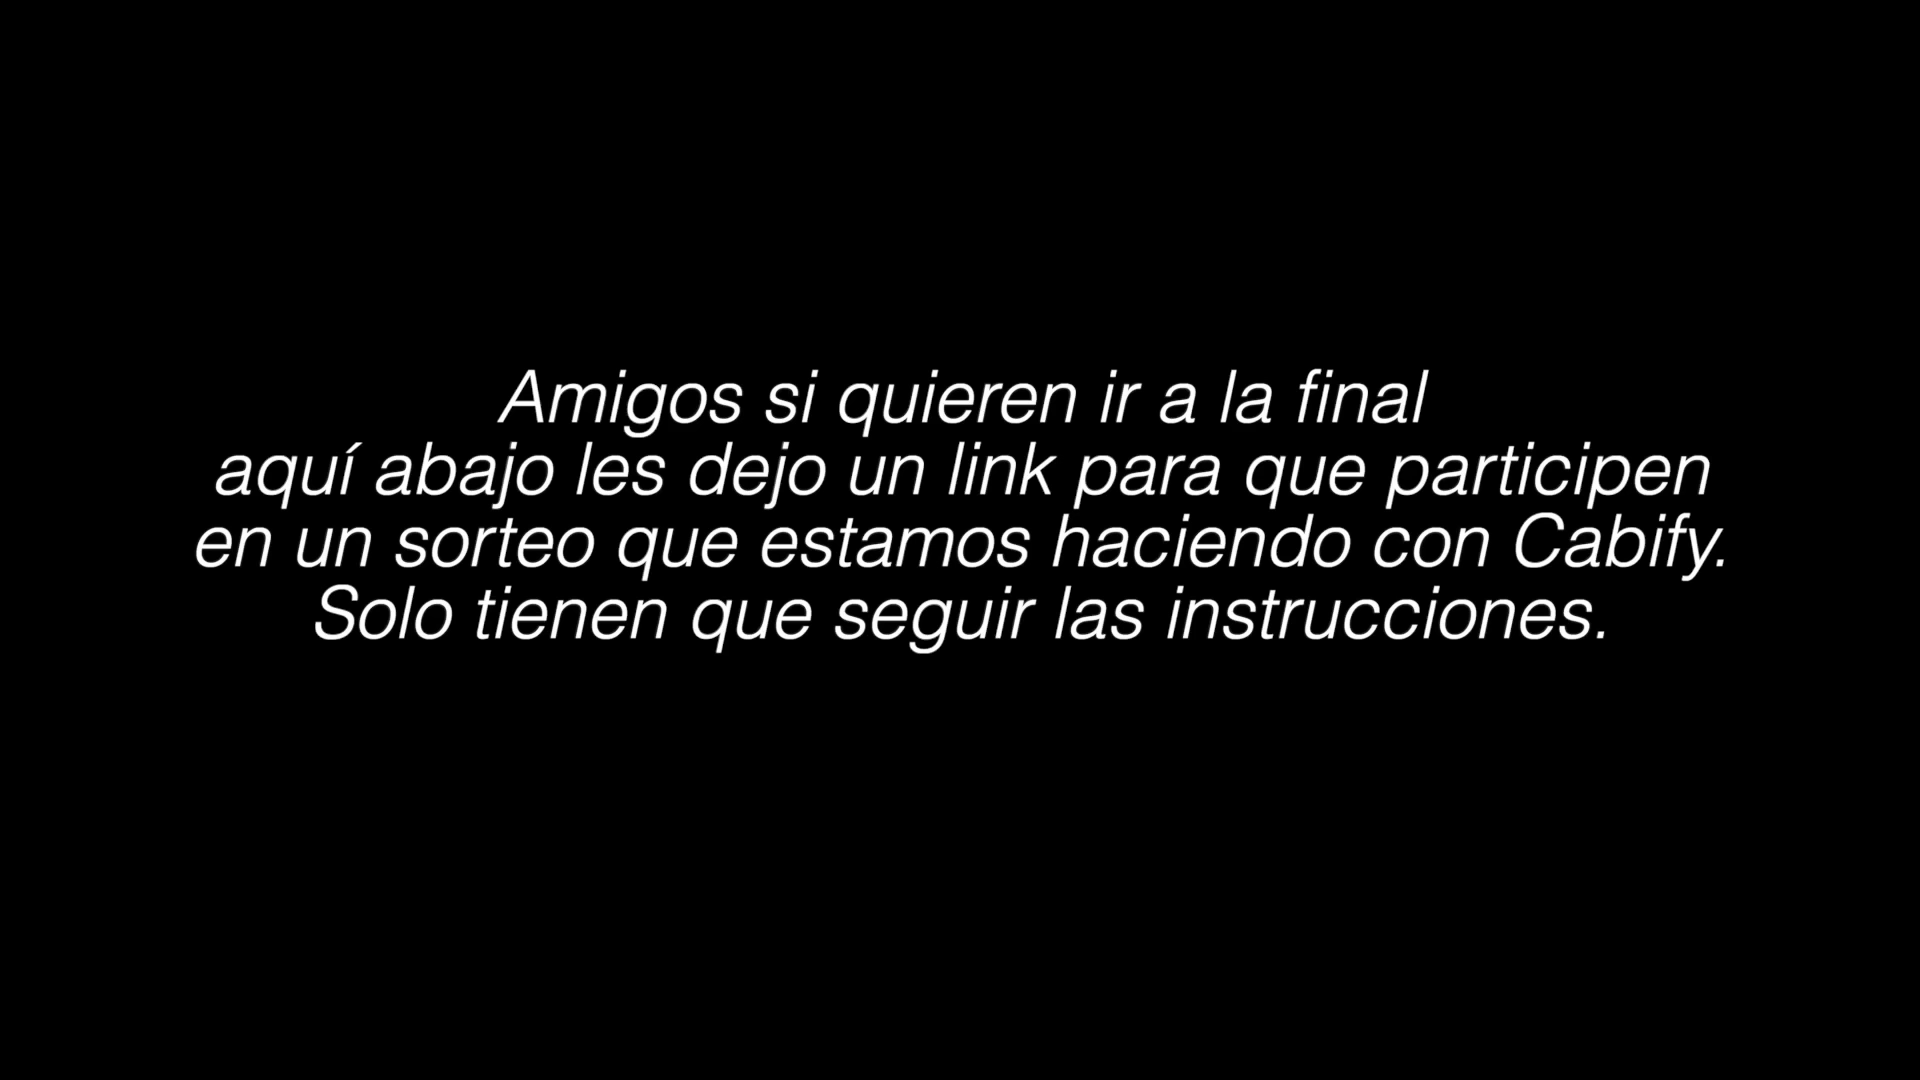 Amigos si quieren ir a la final
aquí abajo les dejo un link para que participen
en un sorteo que estamos haciendo con Cabify.
Solo tienen que seguir las instrucciones.